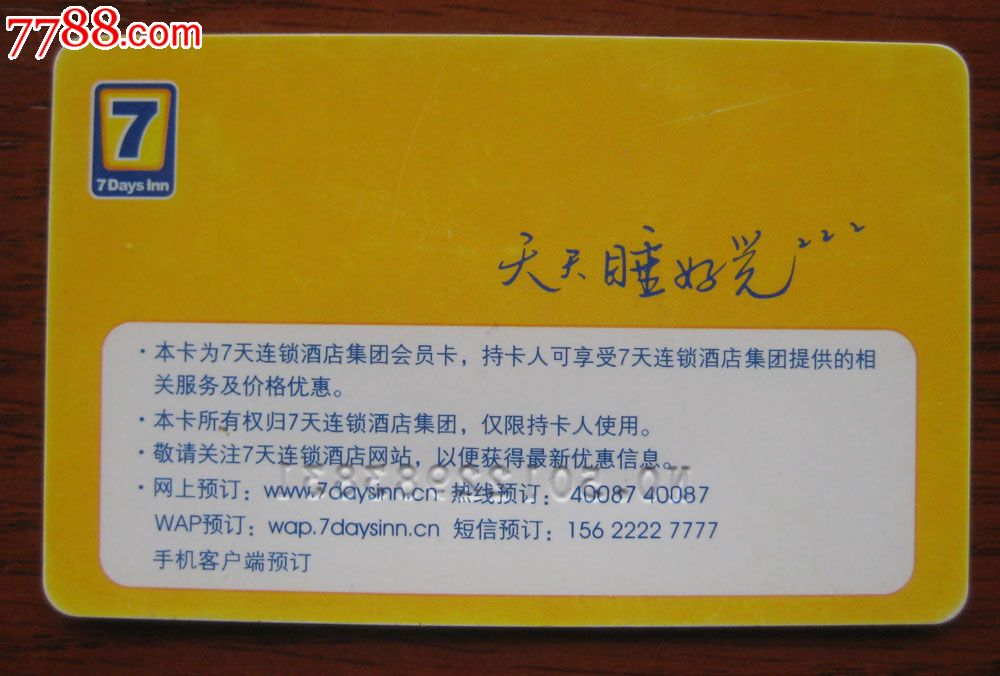 7788.com
7
7 Days Inn
天天睡好觉
· 本卡为7天连锁酒店集团会员卡，持卡人可享受7天连锁酒店集团提供的相
关服务及价格优惠。
· 本卡所有权归7天连锁酒店集团，仅限持卡人使用。
· 敬请关注7天连锁酒店网站，以便获得最新优惠信息。
· 网上预订：www.7daysinn.cn 热线预订：40087 40087
WAP预订：wap.7daysinn.cn 短信预订：156 2222 7777
手机客户端预订